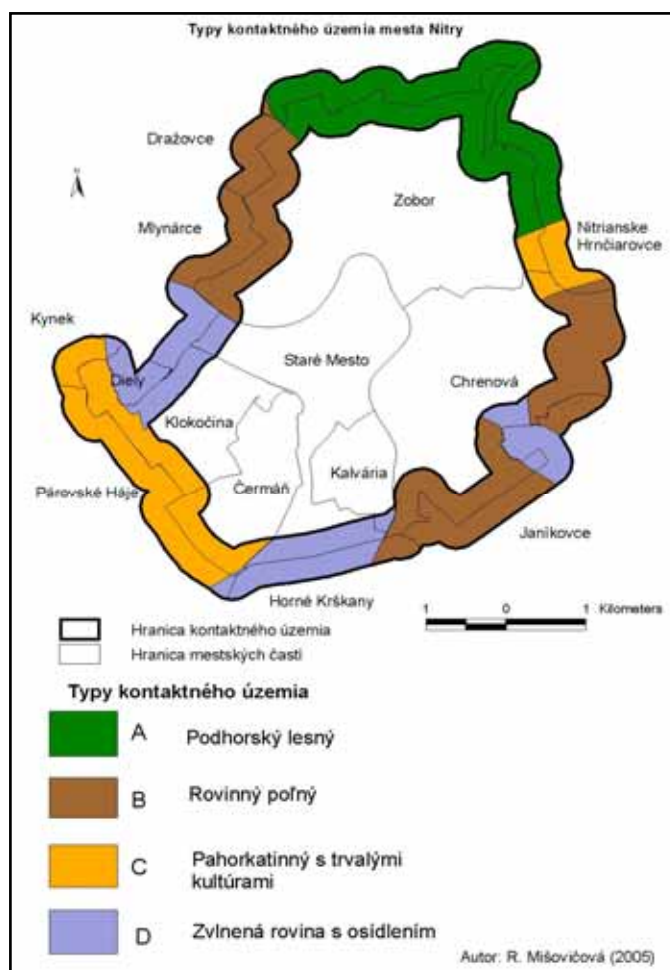 Typy kontaktného územia mesta Nitry
Dražovce
Zobor
Mlynárce
Nitrianske
Hrnčiarovce
Kynek
Staré Mesto
Chrenová
Diely
Klokočina
Kalvária
Čermáň
Párovské Háje
Janíkovce
Horné Krškany
1 0 1 Kilometers
Hranica kontaktného územia
Hranica mestských častí
Typy kontaktného územia
A Podhorský lesný
B Rovinný poľný
C Pahorkatinný s trvalými
kultúrami
D Zvlnená rovina s osídlením
Autor: R. Mišovičová (2005)